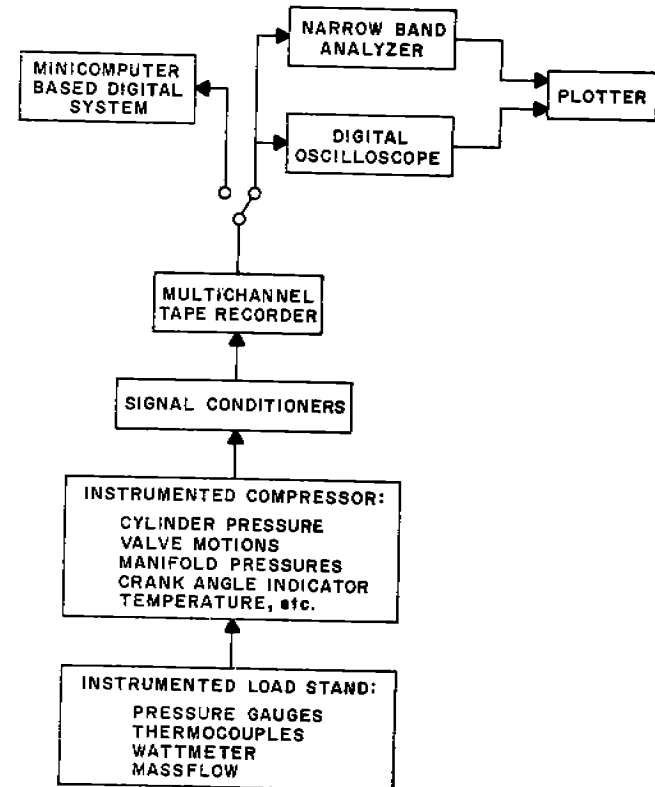 NARROW BAND
ANALYZER
MINICOMPUTER
BASED DIGITAL
SYSTEM
PLOTTER
DIGITAL
OSCILLOSCOPE
MULTICHANNEL
TAPE RECORDER
SIGNAL CONDITIONERS
INSTRUMENTED COMPRESSOR:
CYLINDER PRESSURE
VALVE MOTIONS
MANIFOLD PRESSURES
CRANK ANGLE INDICATOR
TEMPERATURE, etc.
INSTRUMENTED LOAD STAND:
PRESSURE GAUGES
THERMOCOUPLES
WATTMETER
MASSFLOW